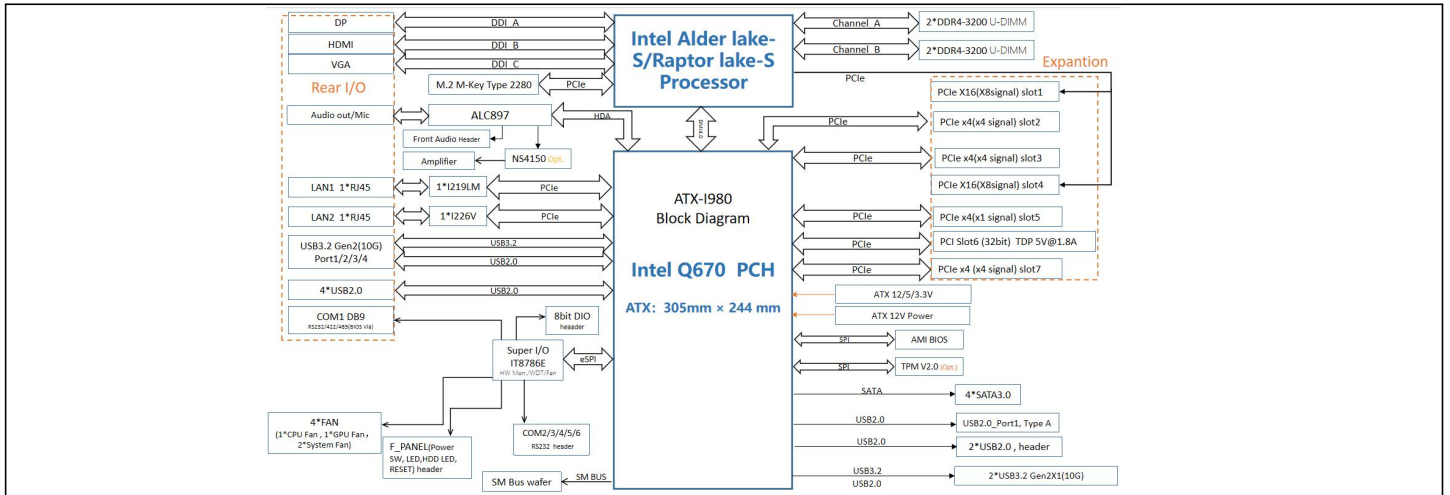 DP
DDI A
HDMI
DDI B
VGA
DDI C
Rear I/O
M.2 M-Key Type 2280
PCIe
Intel Alder lake-
S/Raptor lake-S
Processor
Channel A
2*DDR4-3200 U-DIMM
Channel B
2*DDR4-3200 U-DIMM
Expantion
PCIe
PCIe X16(X8signal) slot1
PCIe
PCIe x4(x4 signal) slot2
PCIe
PCIe x4(x4 signal) slot3
PCIe X16(X8signal) slot4
PCIe
PCIe x4(x1 signal) slot5
PCIe
PCI Slot6 (32bit) TDP 5V@1.8A
PCIe
PCIe x4 (x4 signal) slot7
Audio out/Mic
ALC897
HDA
DMI4.0
Front Audio Header
Amplifier
NS4150 Opt.
LAN1 1*RJ45
1*I219LM
PCIe
LAN2 1*RJ45
1*I226V
PCIe
USB3.2 Gen2(10G)
Port1/2/3/4
USB3.2
USB2.0
4*USB2.0
USB2.0
COM1 DB9
RS232/422/485(BIOS via)
8bit DIO
heaader
Super I/O
IT8786E
HW Mon /WDT/Fan
eSPI
4*FAN
(1*CPU Fan , 1*GPU Fan,
2*System Fan)
F_PANEL(Power
SW, LED,HDD LED,
RESET) header
COM2/3/4/5/6
RS232 header
SM Bus wafer
SM BUS
ATX-I980
Block Diagram
Intel Q670 PCH
ATX: 305mm × 244 mm
ATX 12/5/3.3V
ATX 12V Power
SPI
AMI BIOS
SPI
TPM V2.0 (Opt.)
SATA
4*SATA3.0
USB2.0
USB2.0_Port1, Type A
USB2.0
2*USB2.0 , header
USB3.2
USB2.0
2*USB3.2 Gen2X1(10G)